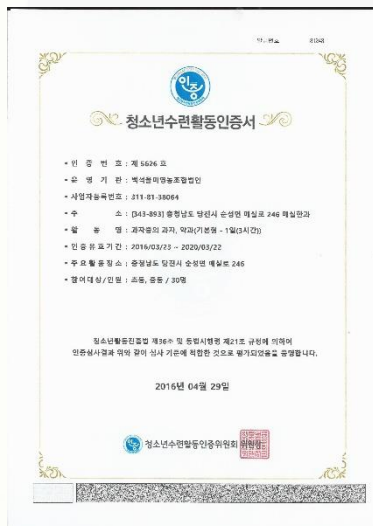 인증
청소년수련활동인증서
* 인 증 번 호 : 제 5626 호
* 운 영 기 관 : 백석올미영농조합법인
* 사업자등록번호 : 311-81-38064
* 주 소 : [343-893] 충청남도 당진시 순성면 매실로 246 매실한과
* 활 동 명 : 과자중의 과자, 약과(기본형 - 1일(3시간))
* 인증유효기간 : 2016/03/23 ~ 2020/03/22
* 주요활동장소 : 충청남도 당진시 순성면 매실로 246
* 참여대상/인원 : 초등, 중등 / 30명
청소년활동진흥법 제36조 및 동법시행령 제21조 규정에 의하여
인증심사결과 위와 같이 심사 기준에 적합한 것으로 평가되었음을 증명합니다.
2016년 04월 29일
청소년수련활동인증위원회 위원장